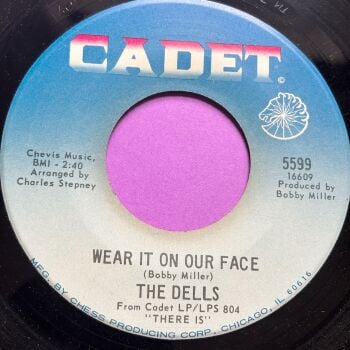 CADET
©
Chevis Music,
BMI - 2:40
Arranged by
Charles Stepney
5599
16609
Produced by
Bobby Miller
WEAR IT ON OUR FACE
(Bobby Miller)
THE DELLS
From Cadet LP/LPS 804
"THERE IS"
MFG. BY CHESS PRODUCING CORP., CHICAGO, IL 60616